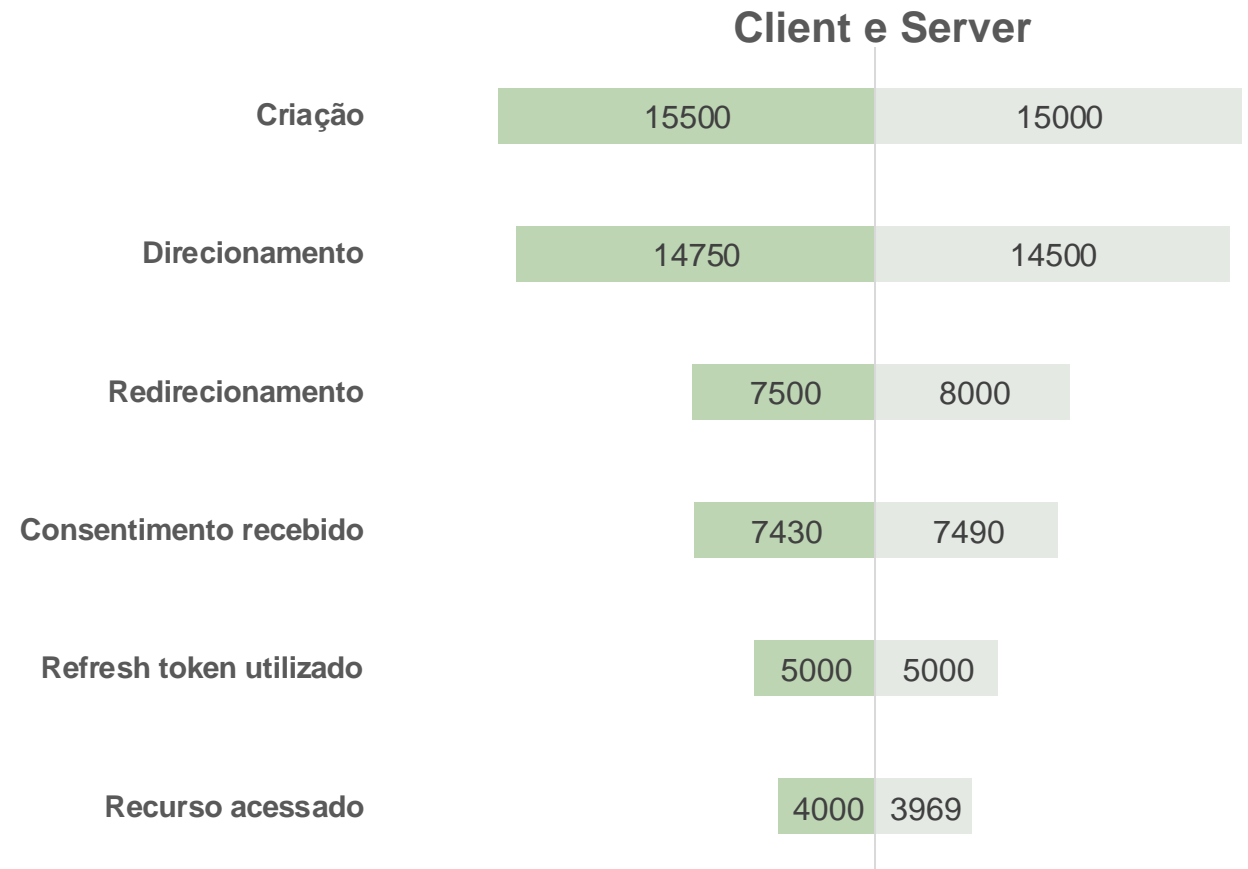 Client e Server
Criação 15500 15000
Direcionamento 14750 14500
Redirecionamento 7500 8000
Consentimento recebido 7430 7490
Refresh token utilizado 5000 5000
Recurso acessado 4000 3969